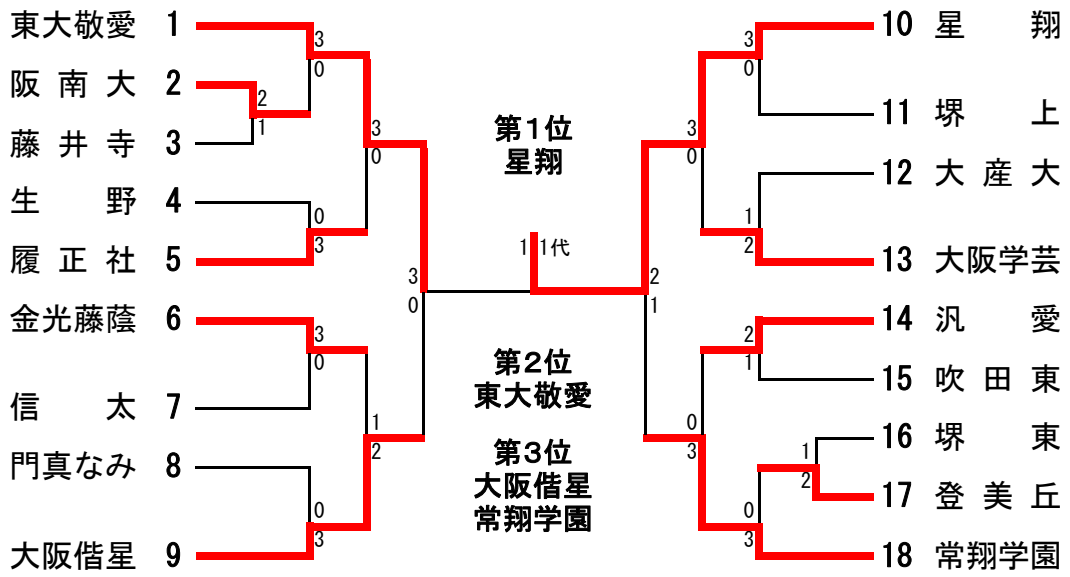 東大敬愛 1
阪南大 2
藤井寺 3
生野 4
履正社 5
金光藤蔭 6
信太 7
門真なみ 8
大阪偕星 9
3
0
2
1
0
3
3
0
0
3
3
0
3
0
1
2
第1位
星翔
1 1代
第2位
東大敬愛
第3位
大阪偕星
常翔学園
3
0
3
0
1
2
2
1
2
1
0
3
1
2
0
3
10 星翔
11 堺上
12 大産大
13 大阪学芸
14 汎愛
15 吹田東
16 堺東
17 登美丘
18 常翔学園